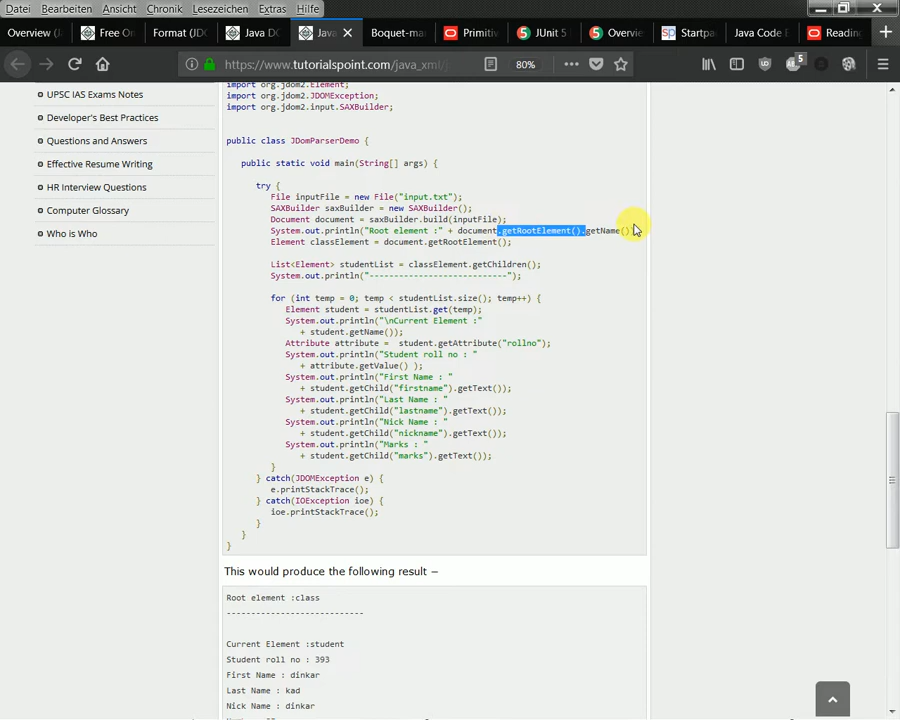 Datei Bearbeiten Ansicht Chronik Lesezeichen Extras Hilfe
Overview (J Free On Format (JDO Java DO Java Boquet-ma Primitiv JUnit 5 Overvie Startpa Java Code E Reading
https://www.tutorialspoint.com/java_xml/ 80% 5
UPSC IAS Exams Notes
Developer's Best Practices
Questions and Answers
Effective Resume Writing
HR Interview Questions
Computer Glossary
Who is Who
import org.jdom2.Element;
import org.jdom2.JDOMException;
import org.jdom2.input.SAXBuilder;
public class JDomParserDemo {
public static void main(String[] args) {
try {
File inputFile = new File("input.txt");
SAXBuilder saxBuilder = new SAXBuilder();
Document document = saxBuilder.build(inputFile);
System.out.println("Root element :" + document.getRootElement().getName()
Element classElement = document.getRootElement();
List<Element> studentList = classElement.getChildren();
System.out.println("----------------------------");
for (int temp = 0; temp < studentList.size(); temp++) {
Element student = studentList.get(temp);
System.out.println("\nCurrent Element :"
+ student.getName());
Attribute attribute =  student.getAttribute("rollno");
System.out.println("Student roll no : "
+ attribute.getValue() );
System.out.println("First Name : "
+ student.getChild("firstname").getText());
System.out.println("Last Name : "
+ student.getChild("lastname").getText());
System.out.println("Nick Name : "
+ student.getChild("nickname").getText());
System.out.println("Marks : "
+ student.getChild("marks").getText());
}
} catch(JDOMException e) {
e.printStackTrace();
} catch(IOException ioe) {
ioe.printStackTrace();
}
}
}
This would produce the following result −
Root element :class
----------------------------
Current Element :student
Student roll no : 393
First Name : dinkar
Last Name : kad
Nick Name : dinkar